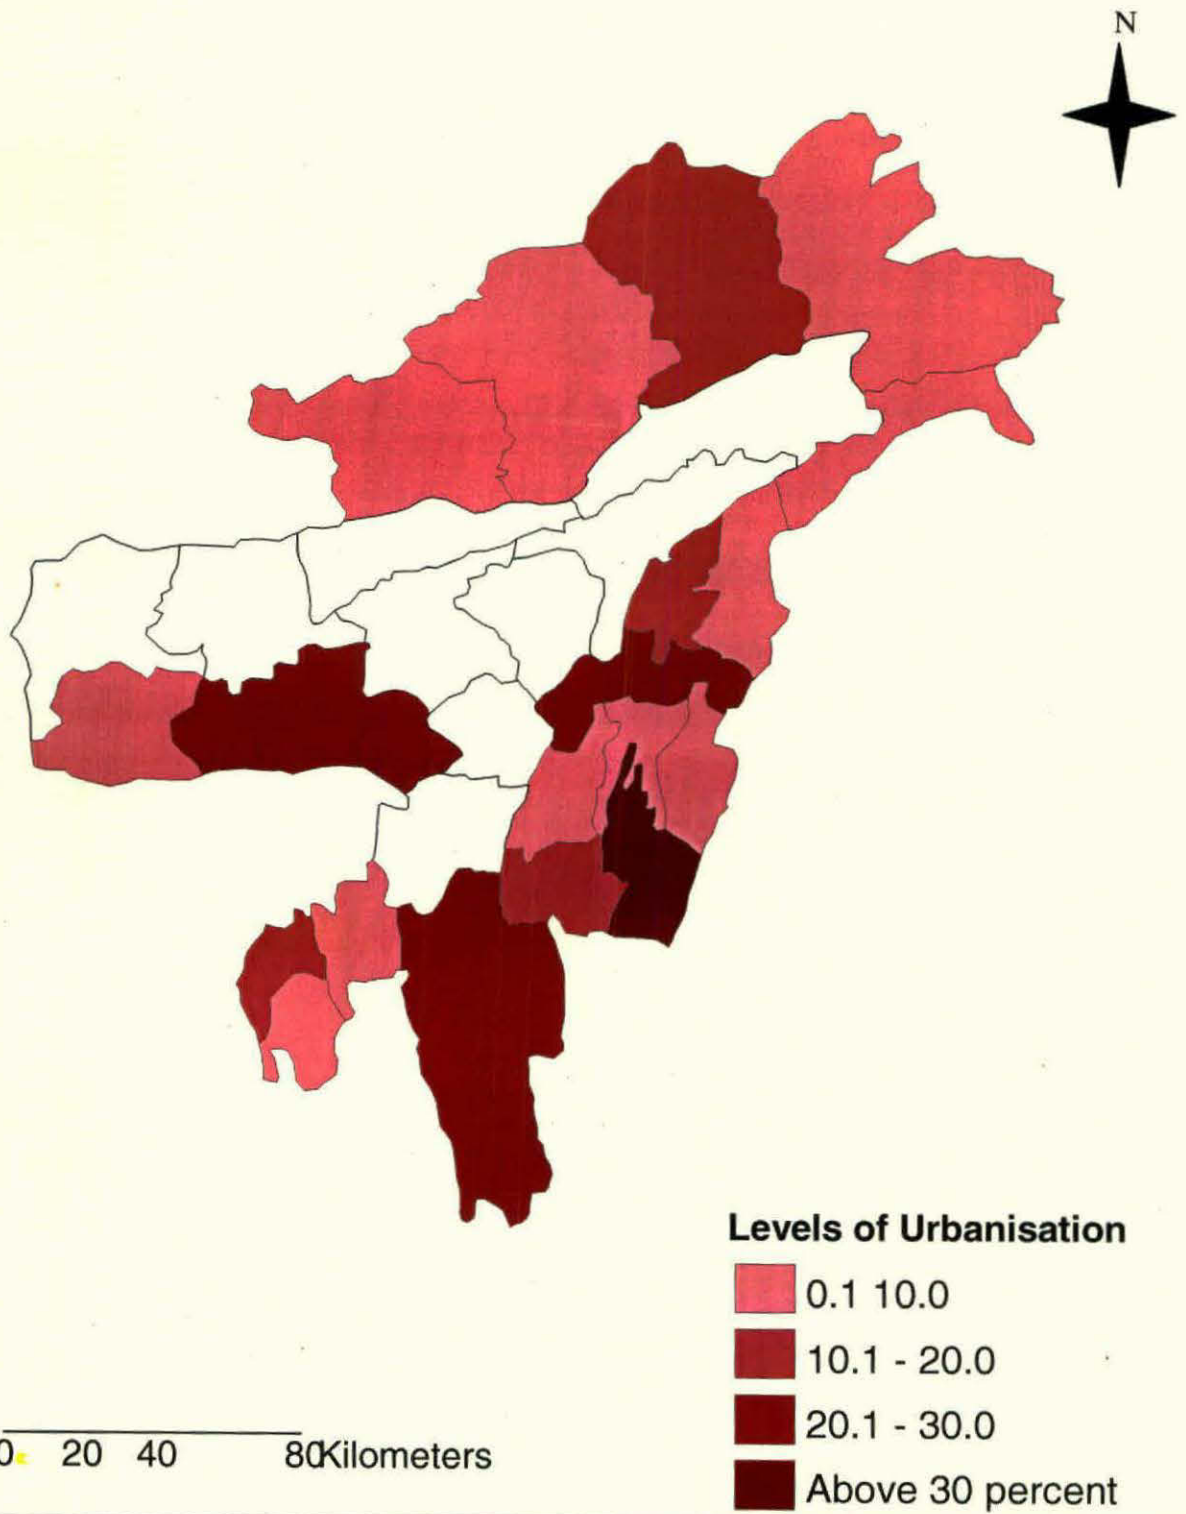 N
Levels of Urbanisation
0.1 10.0
10.1 - 20.0
20.1 - 30.0
Above 30 percent
0 20 40 80Kilometers